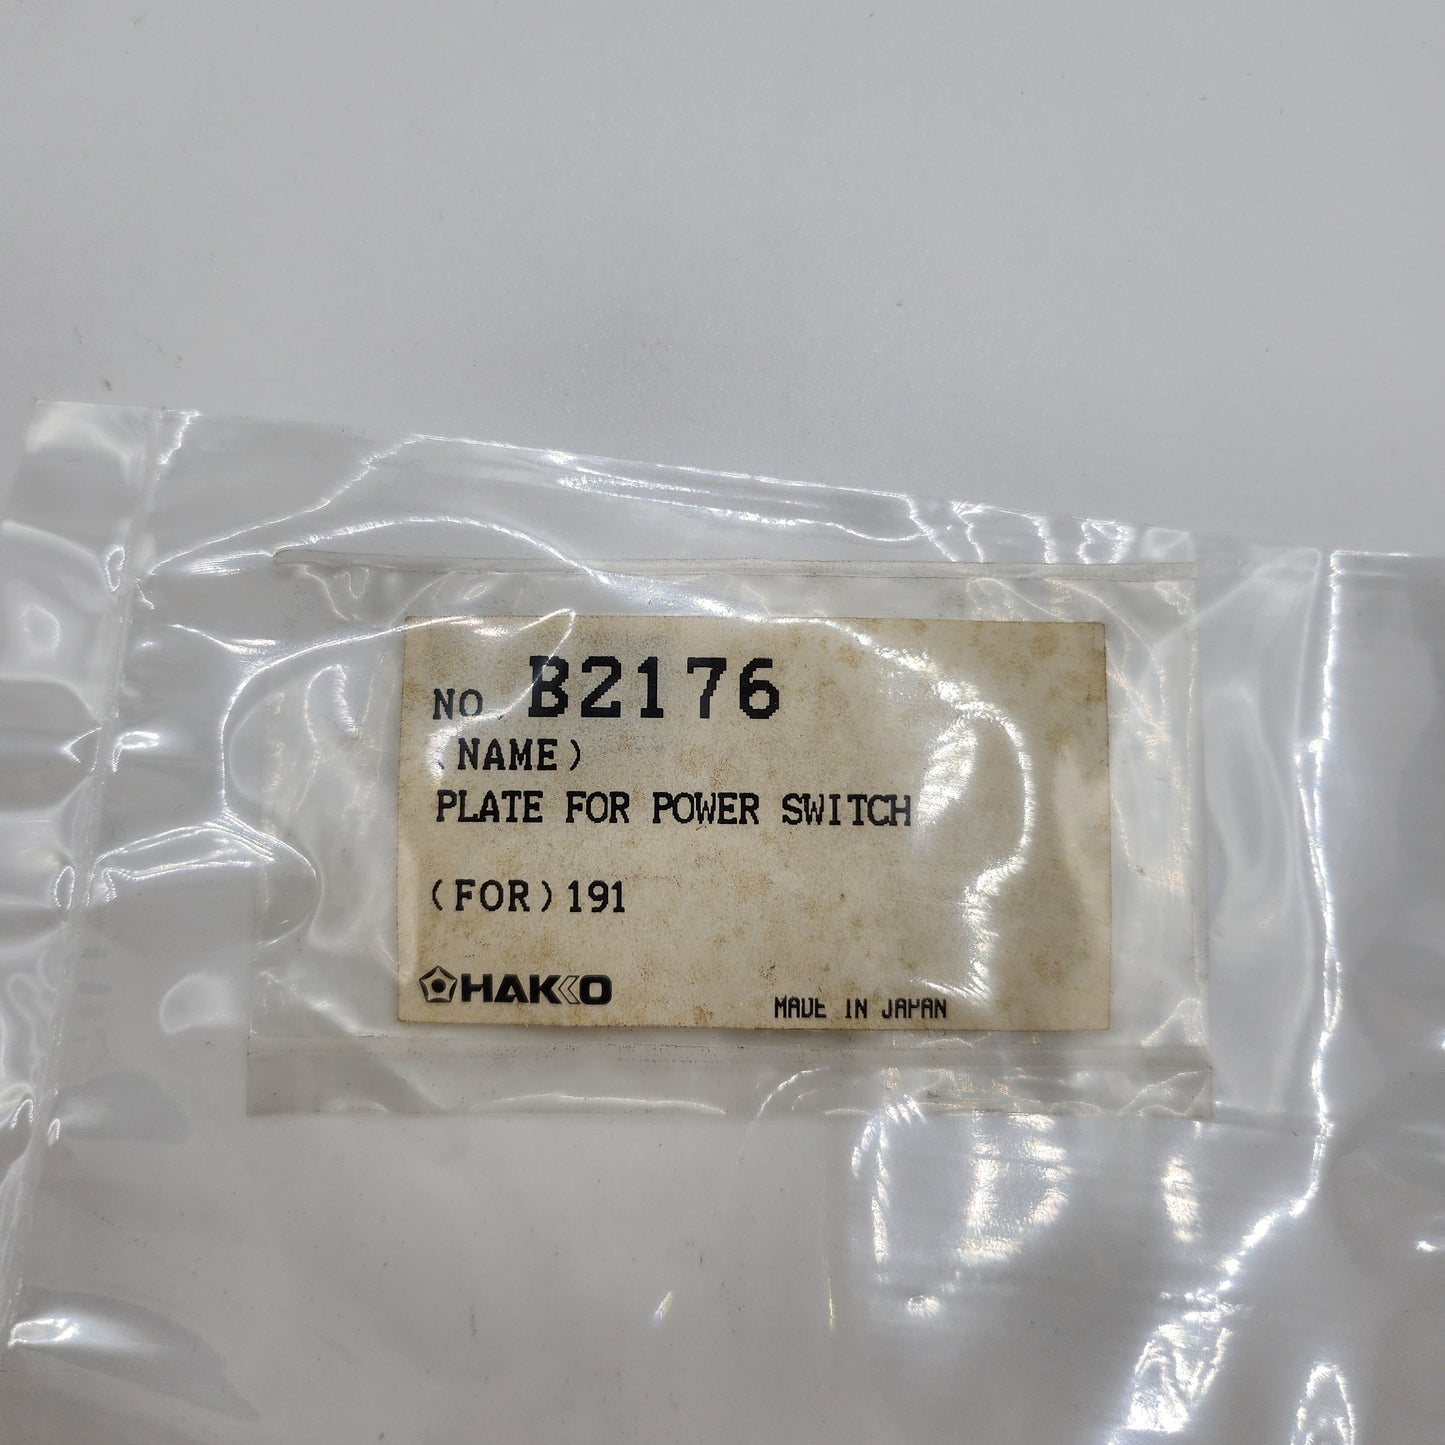 NO. B2176
(NAME)
PLATE FOR POWER SWITCH
(FOR) 191
HAKKO
MADE IN JAPAN